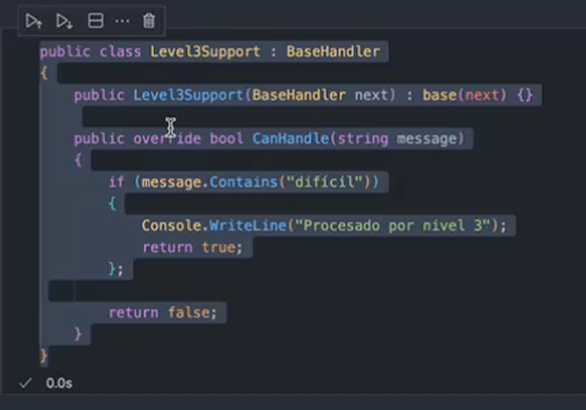 public class Level3Support : BaseHandler
{
    public Level3Support(BaseHandler next) : base(next) {}

    public override bool CanHandle(string message)
    {
        if (message.Contains("difícil"))
        {
            Console.WriteLine("Procesado por nivel 3");
            return true;
        };

        return false;
    }
}
0.0s